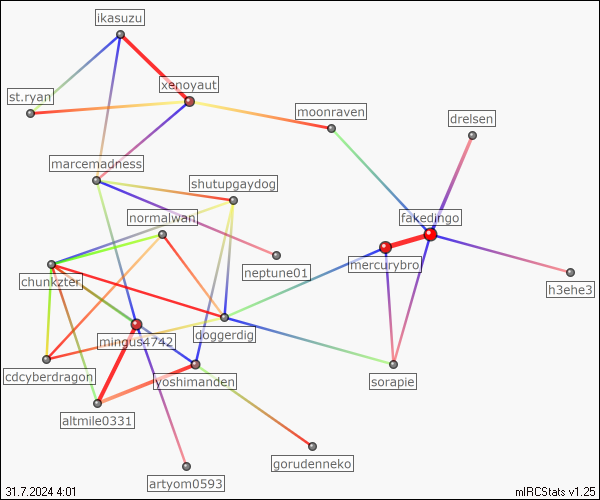 ikasuzu
xenoyaut
st.ryan
moonraven
drelsen
marcemadness
shutupgaydog
normalwan
fakedingo
mercurybro
neptune01
chunkzter
h3ehe3
doggerdig
mingus4742
cdcyberdragon
yoshimanden
sorapie
altmile0331
gorudenneko
artyom0593
31.7.2024 4:01
mIRCStats v1.25